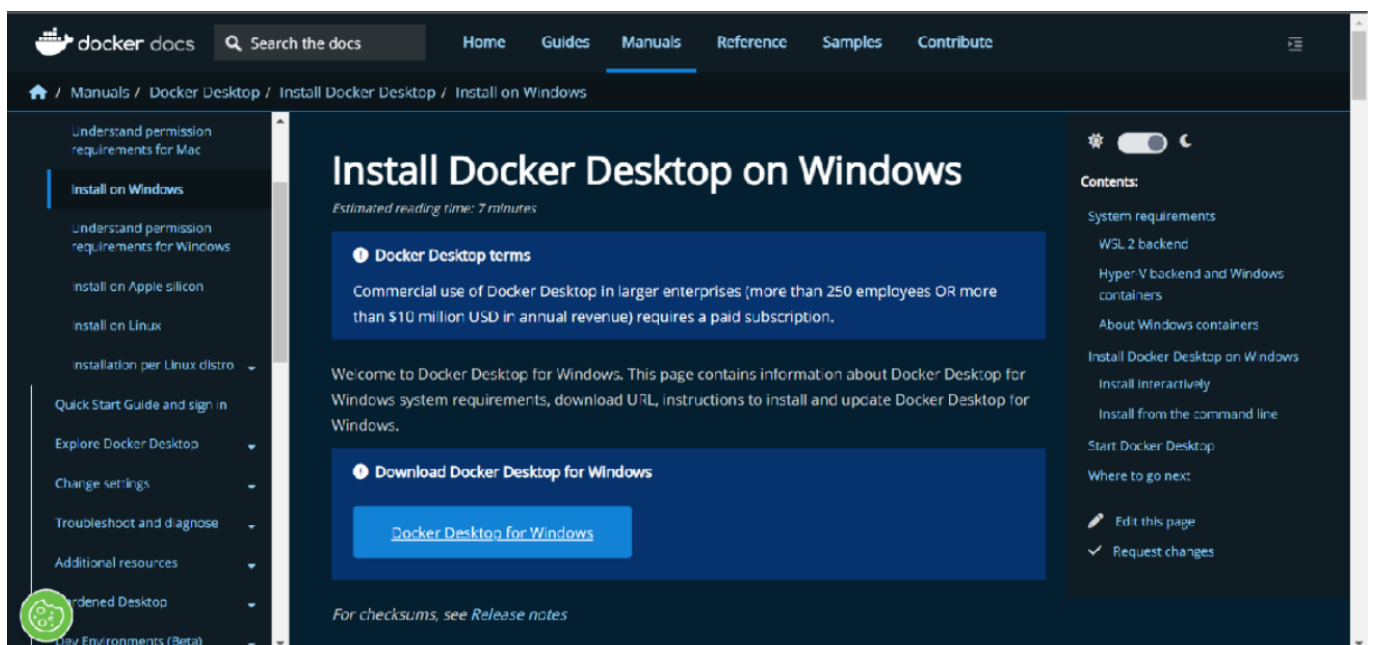 docker docs
Search the docs
Home Guides Manuals Reference Samples Contribute
/ Manuals / Docker Desktop / Install Docker Desktop / Install on Windows
Understand permission
requirements for Mac
Install on Windows
Understand permission
requirements for Windows
Install on Apple silicon
Install on Linux
Installation per Linux distro
Quick Start Guide and sign in
Explore Docker Desktop
Change settings
Troubleshoot and diagnose
Additional resources
Desktop
Dev Environments (Beta)
Install Docker Desktop on Windows
Estimated reading time: 7 minutes
Docker Desktop terms
Commercial use of Docker Desktop in larger enterprises (more than 250 employees OR more
than $10 million USD in annual revenue) requires a paid subscription.
Welcome to Docker Desktop for Windows. This page contains information about Docker Desktop for
Windows system requirements, download URL, instructions to install and update Docker Desktop for
Windows.
Download Docker Desktop for Windows
Docker Desktop for Windows
For checksums, see Release notes
Contents:
System requirements
WSL 2 backend
Hyper-V backend and Windows
containers
About Windows containers
Install Docker Desktop on Windows
Install interactively
Install from the command line
Start Docker Desktop
Where to go next
Edit this page
Request changes